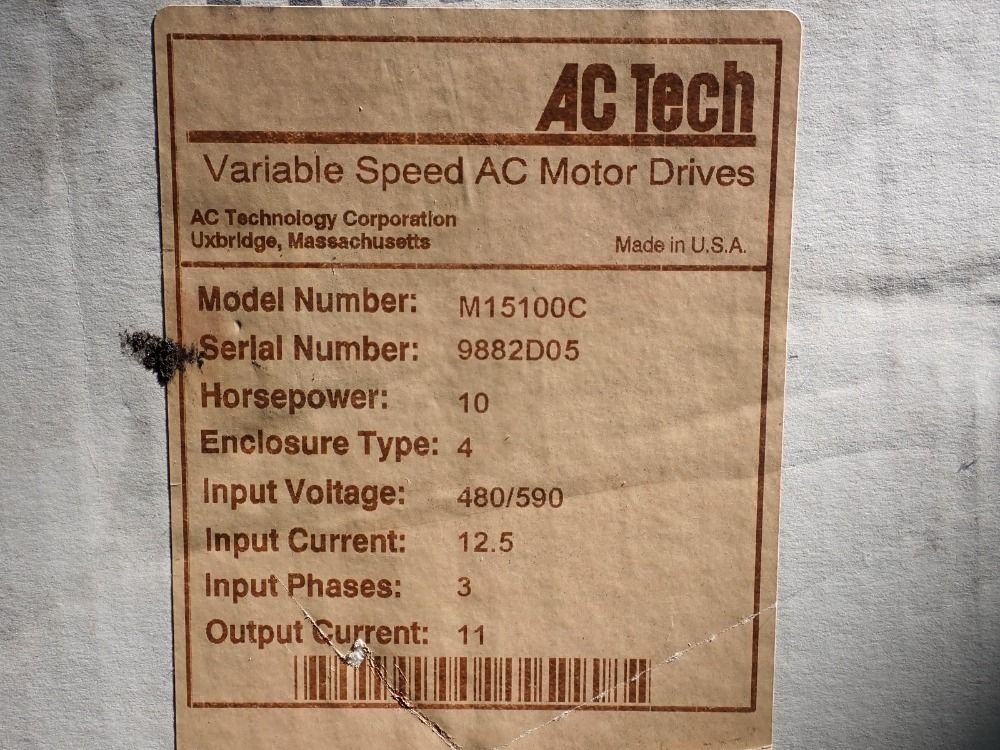 AC Tech
Variable Speed AC Motor Drives
AC Technology Corporation
Uxbridge, Massachusetts
Made in U.S.A.
Model Number: M15100C
Serial Number: 9882D05
Horsepower: 10
Enclosure Type: 4
Input Voltage: 480/590
Input Current: 12.5
Input Phases: 3
Output Current: 11